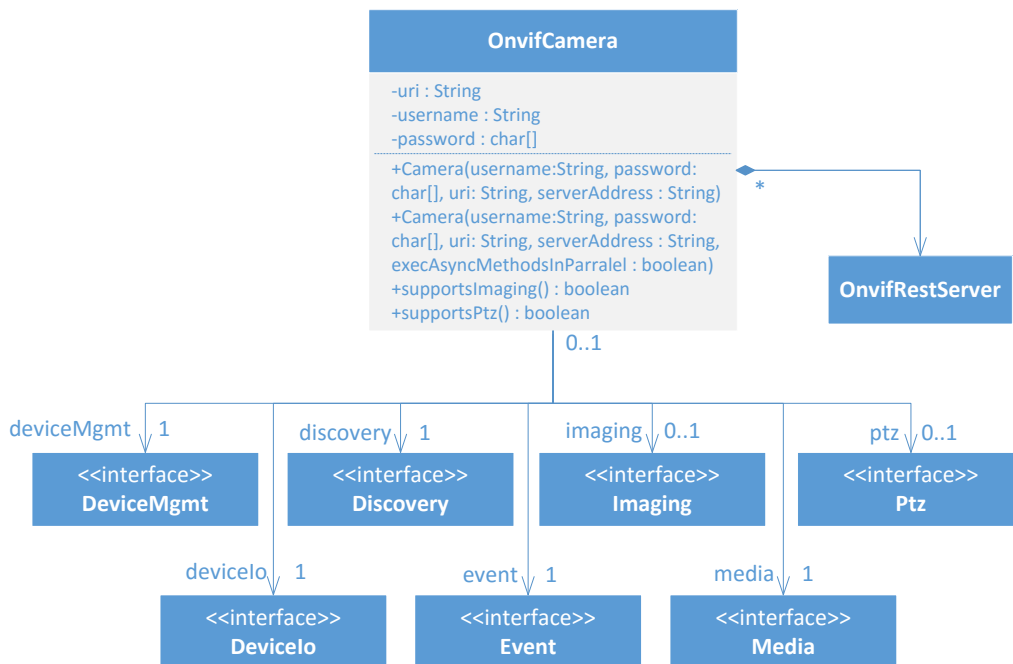 OnvifCamera
-uri : String
-username : String
-password : char[]
+Camera(username:String, password:
char[], uri: String, serverAddress : String)
+Camera(username:String, password:
char[], uri: String, serverAddress : String,
execAsyncMethodsInParralel : boolean)
+supportsImaging() : boolean
+supportsPtz() : boolean
*
OnvifRestServer
0..1
deviceMgmt 1
discovery 1
imaging 0..1
ptz 0..1
<<interface>>
DeviceMgmt
<<interface>>
Discovery
<<interface>>
Imaging
<<interface>>
Ptz
deviceIo 1
event 1
media 1
<<interface>>
DeviceIo
<<interface>>
Event
<<interface>>
Media